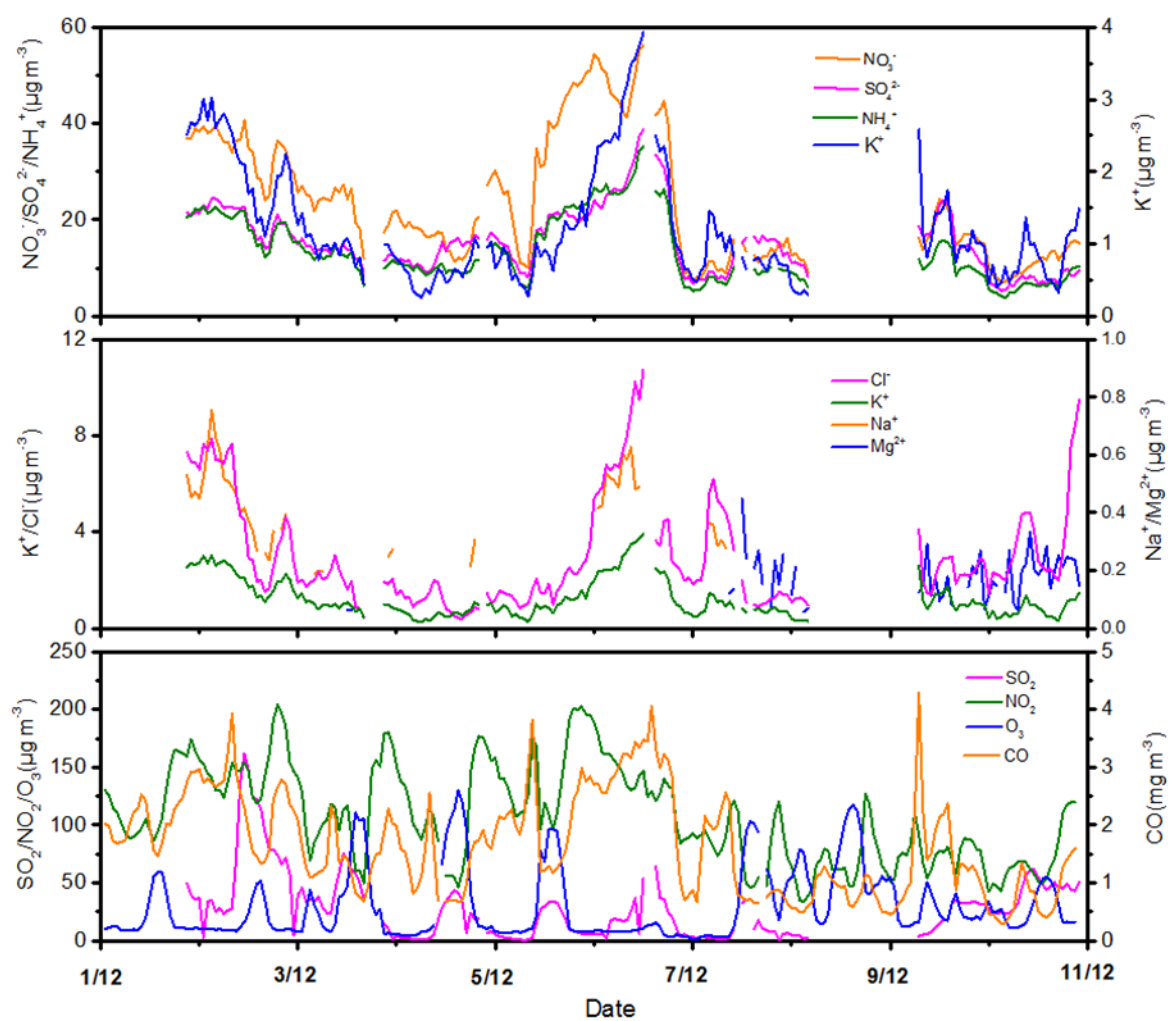 60
40
20
0
NO₃⁻/SO₄²⁻/NH₄⁺(μg m⁻³)
4
3
2
1
0
K⁺(μg m⁻³)
NO₃⁻
SO₄²⁻
NH₄⁻
K⁺
12
8
4
0
K⁺/Cl⁻(μg m⁻³)
1.0
0.8
0.6
0.4
0.2
0.0
Na⁺/Mg²⁺(μg m⁻³)
Cl⁻
K⁺
Na⁺
Mg²⁺
250
200
150
100
50
0
SO₂/NO₂/O₃(μg m⁻³)
5
4
3
2
1
0
CO(mg m⁻³)
SO₂
NO₂
O₃
CO
1/12 3/12 5/12 7/12 9/12 11/12
Date